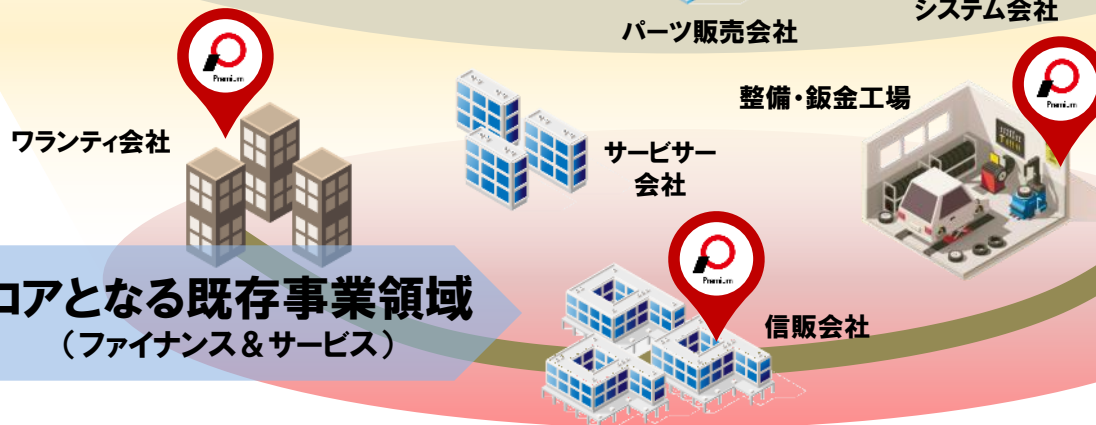 システム会社
パーツ販売会社
Premium
整備・鈑金工場
Premium
ワランティ会社
サービサー
会社
Premium
コアとなる既存事業領域
（ファイナンス＆サービス）
信販会社